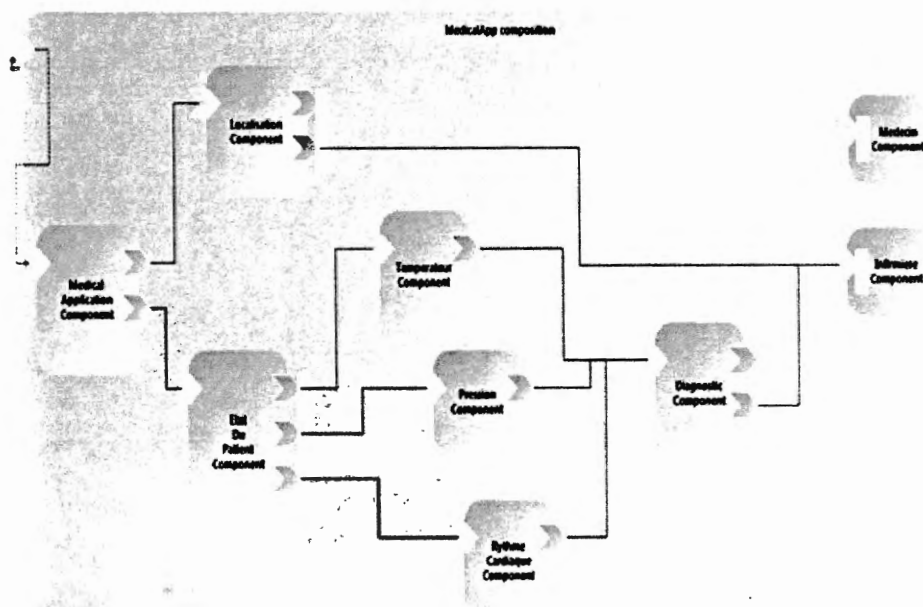 MedicalApp composition
Localisation
Component
Medecin
Component
Medical
Application
Component
Temperateur
Component
Infirmiere
Component
Etat
Du
Patient
Component
Pression
Component
Diagnostic
Component
Rythme
Cardiaque
Component